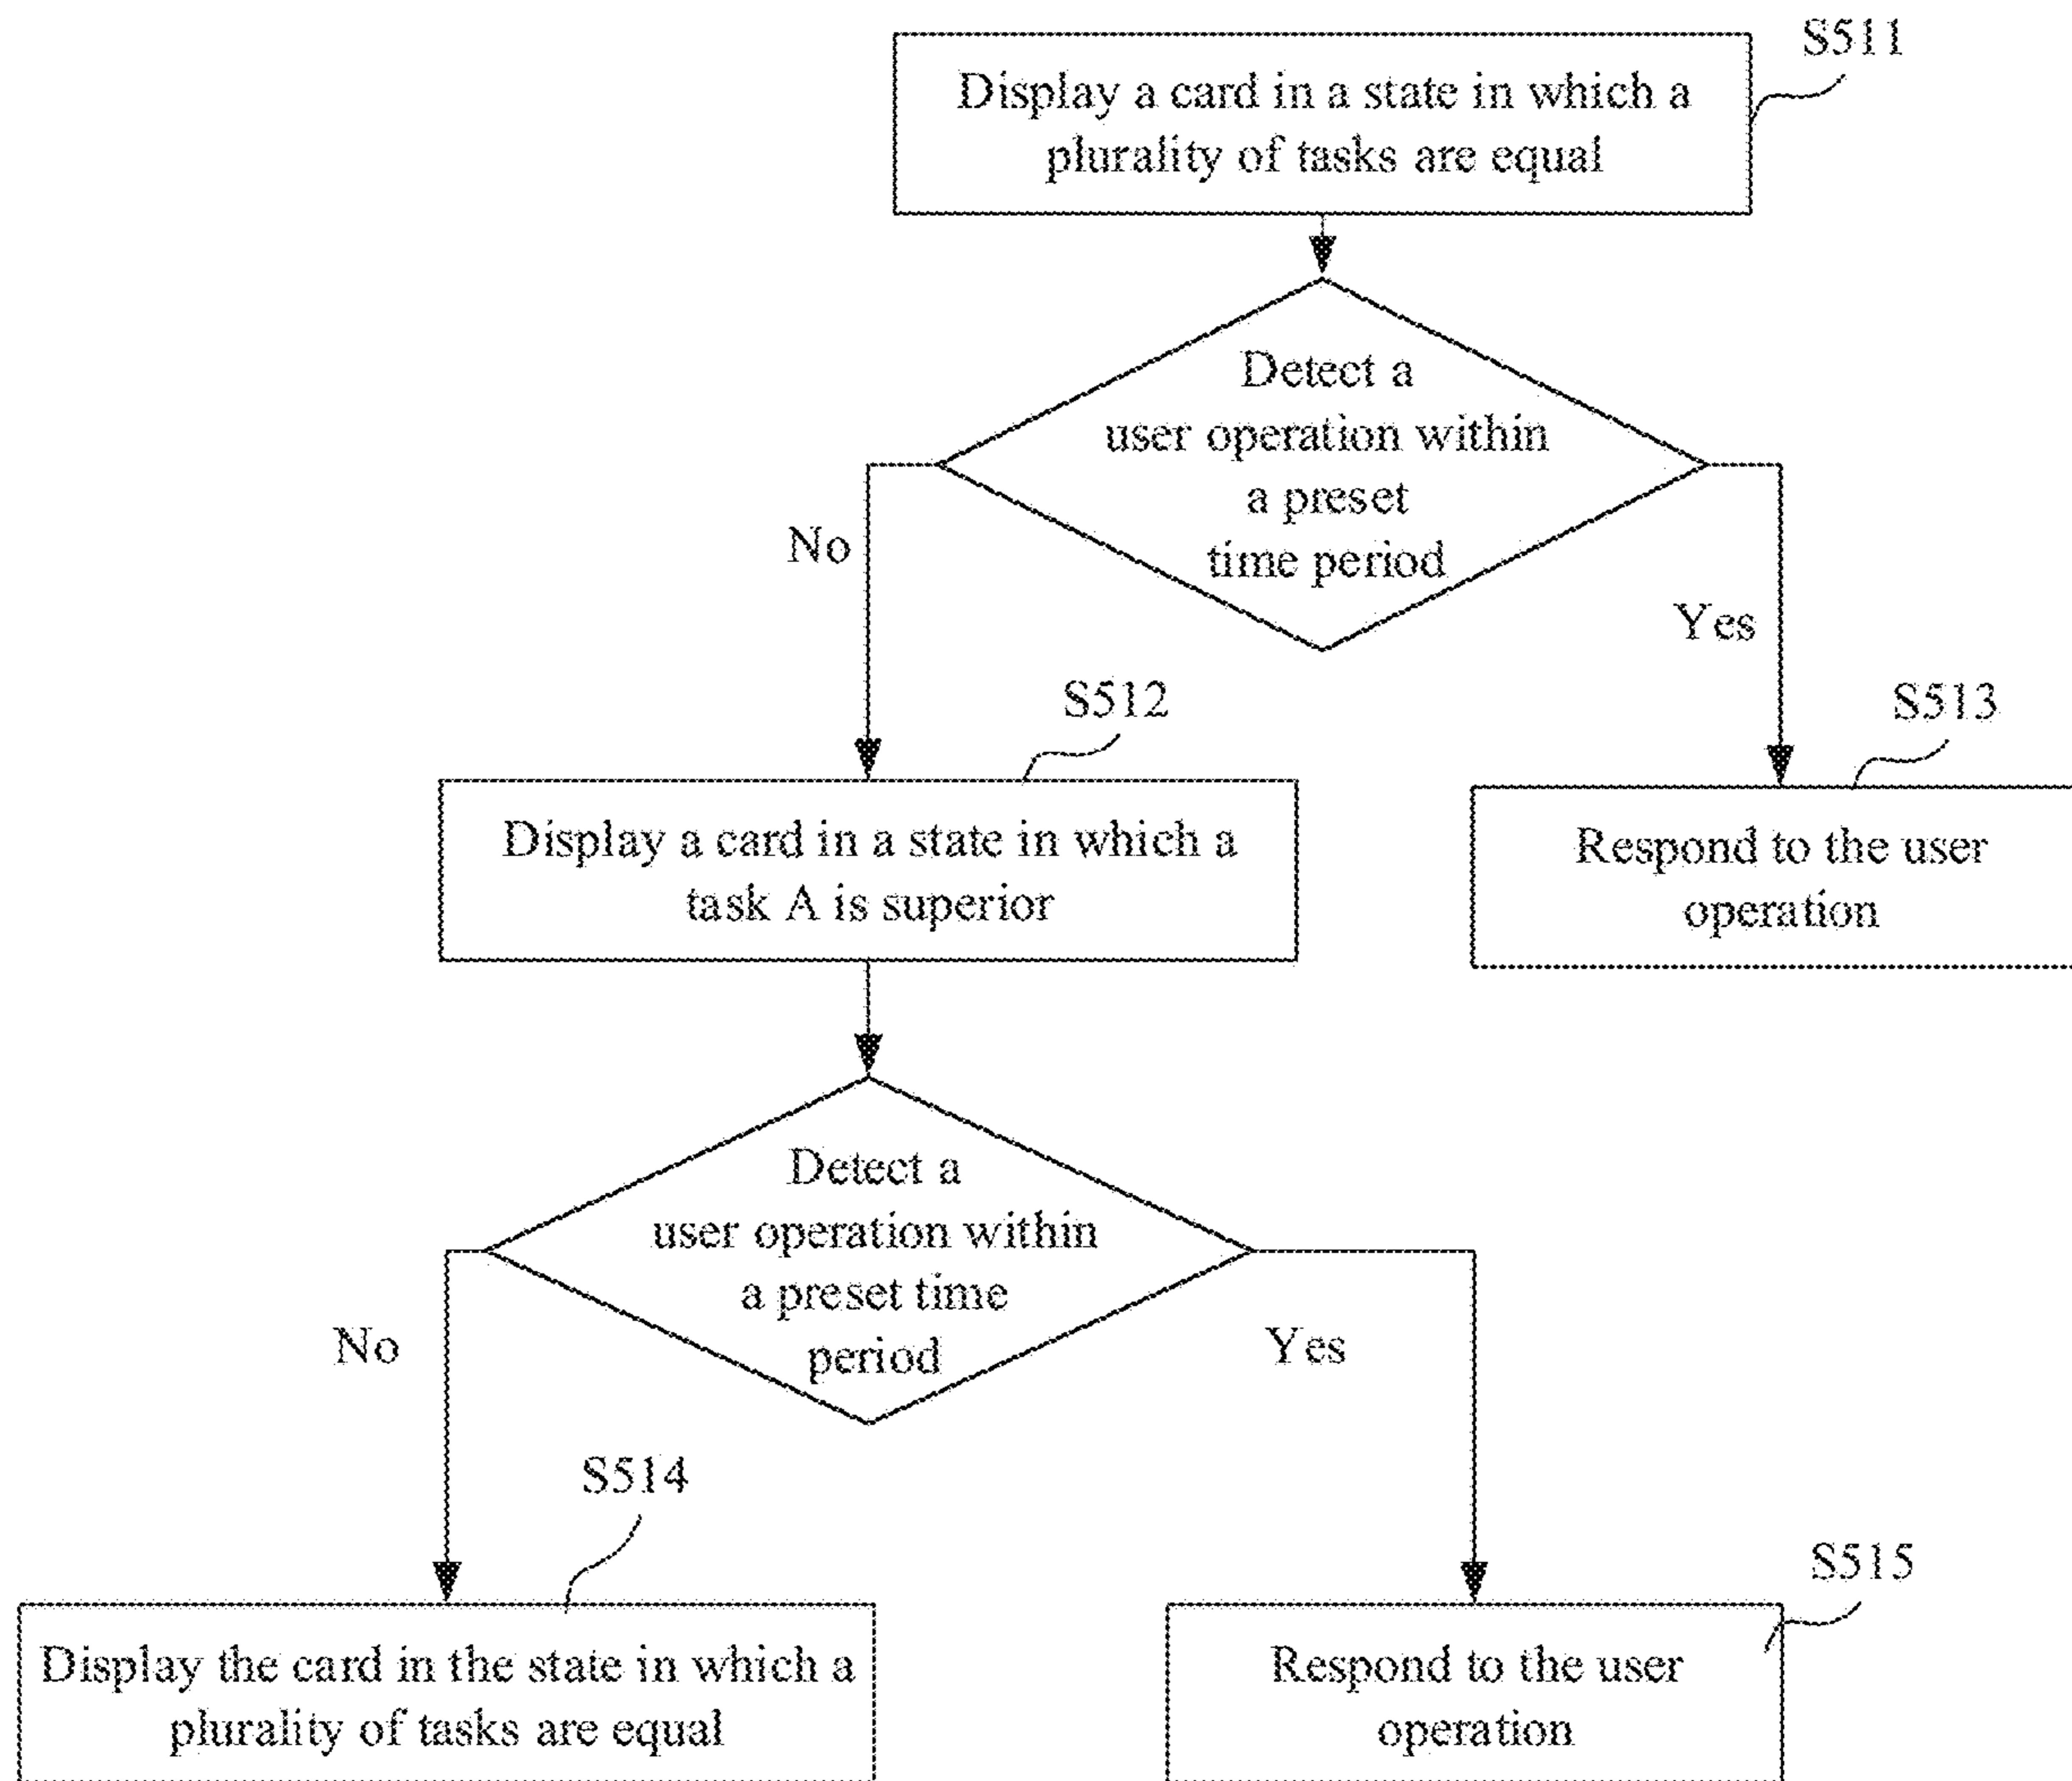 S511
Display a card in a state in which a
plurality of tasks are equal
Detect a
user operation within
a preset
time period
No
Yes
S512
S513
Display a card in a state in which a
task A is superior
Respond to the user
operation
Detect a
user operation within
a preset time
period
No
Yes
S514
S515
Display the card in the state in which a
plurality of tasks are equal
Respond to the user
operation